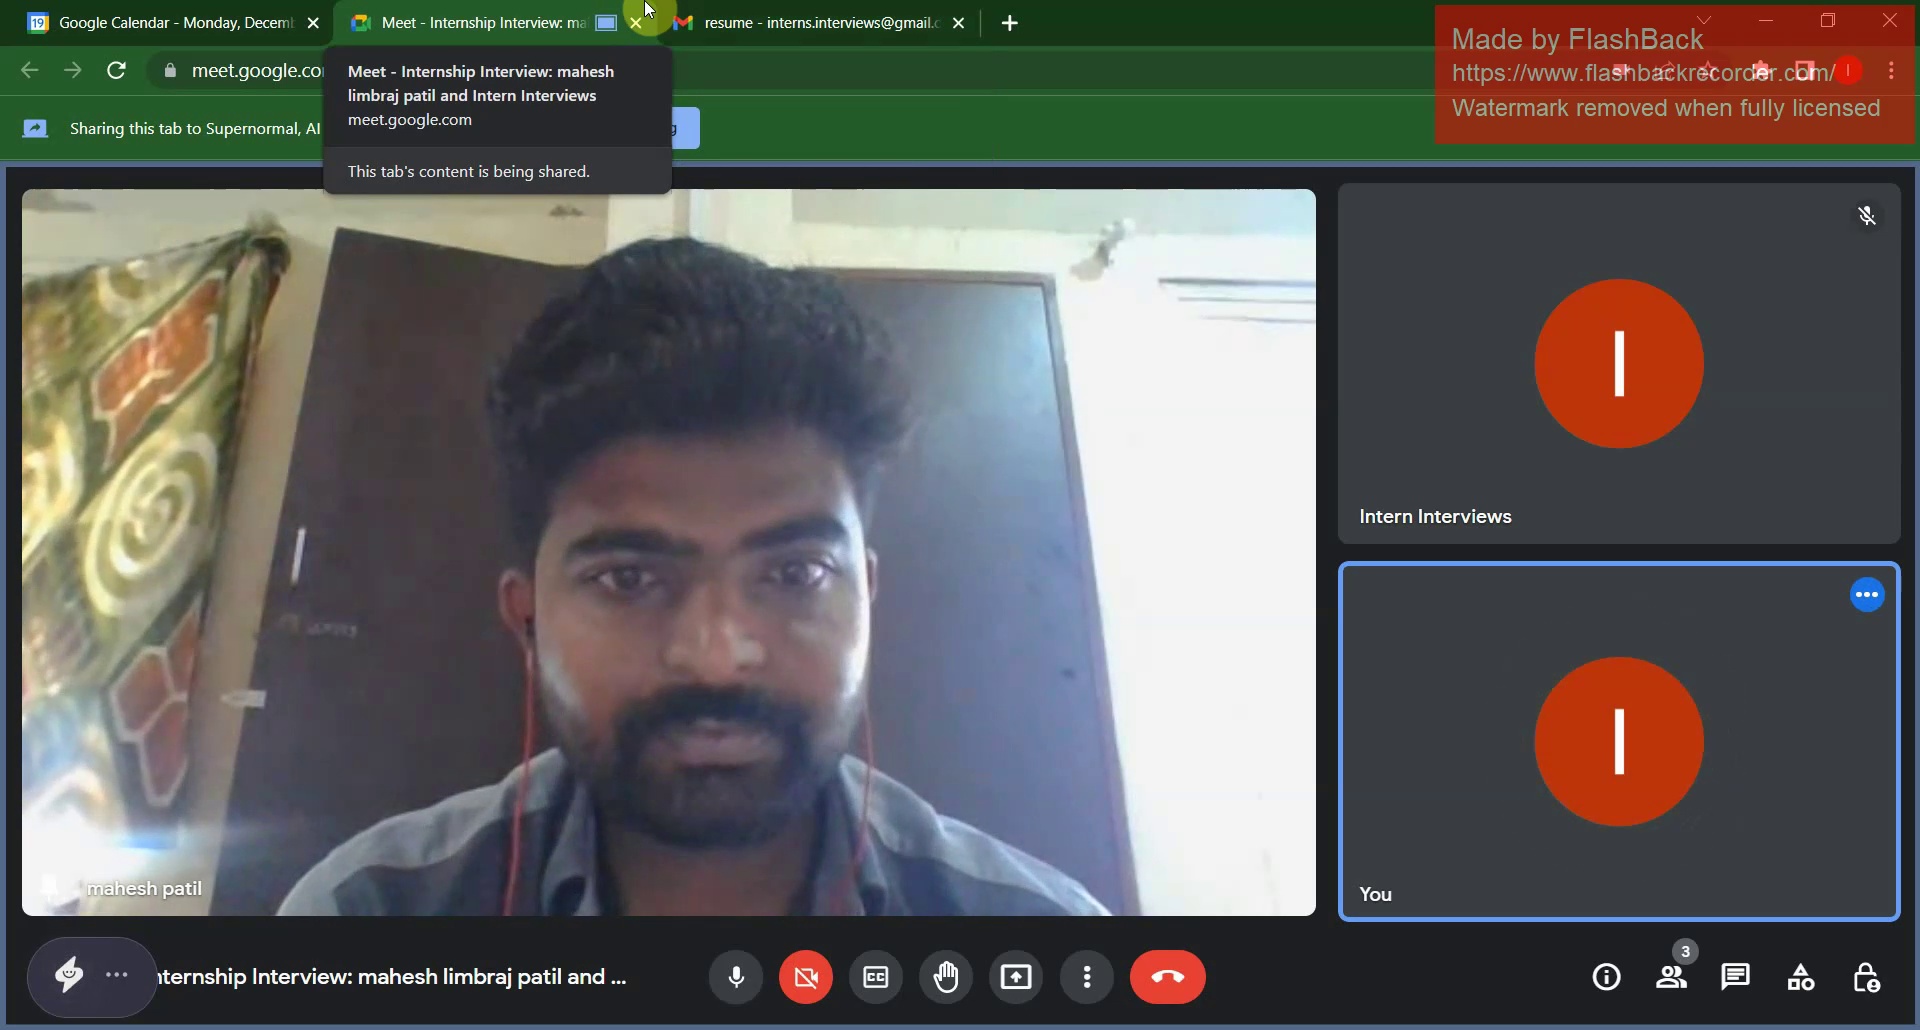 Google Calendar - Monday, Decem
Meet - Internship Interview: ma
resume - interns.interviews@gmail.c
Made by FlashBack
https://www.flashbackrecorder.com/
Watermark removed when fully licensed
meet.google.co
Meet - Internship Interview: mahesh
limbraj patil and Intern Interviews
meet.google.com
Sharing this tab to Supernormal, AI
This tab's content is being shared.
Intern Interviews
mahesh patil
You
nternship Interview: mahesh limbraj patil and ...
3